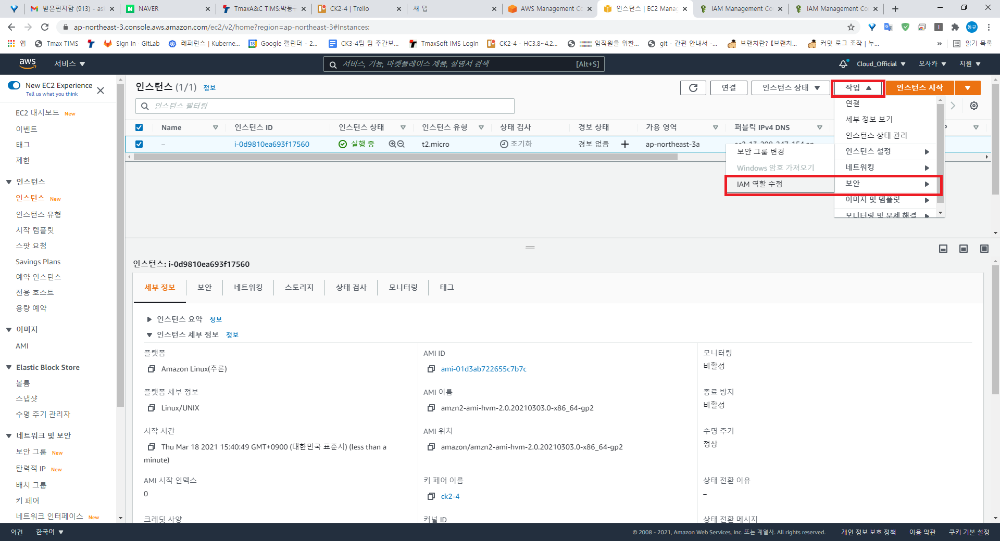 받은편지함 (913) - as
NAVER
TmaxA&C TIMS:박동규
CK2-4 | Trello
새 탭
AWS Management Co
인스턴스 | EC2 Manag
IAM Management Co
IAM Management Co
ap-northeast-3.console.aws.amazon.com/ec2/v2/home?region=ap-northeast-3#Instances:
동규
앱
Tmax TIMS
Sign in · GitLab
레퍼런스 | Kuberne...
Google 캘린더 - 2...
CK3-4팀 팀 주간보...
TmaxSoft IMS Login
CK2-4 - HC3.8~4.2...
임직원을 위한...
git - 간편 안내서 -...
브랜치란? 【브랜치...
커밋 로그 조작 | 누...
»
읽기 목록
aws
서비스
서비스, 기능, 마켓플레이스 제품, 설명서 검색
[Alt+S]
Cloud_Official
오사카
지원
New EC2 Experience
Tell us what you think
EC2 대시보드 New
이벤트
태그
제한
인스턴스
인스턴스 New
인스턴스 유형
시작 템플릿
스팟 요청
Savings Plans
예약 인스턴스
전용 호스트
용량 예약
이미지
AMI
Elastic Block Store
볼륨
스냅샷
수명 주기 관리자
네트워크 및 보안
보안 그룹 New
탄력적 IP New
배치 그룹
키 페어
네트워크 인터페이스 New
인스턴스 (1/1) 정보
연결
인스턴스 상태
작업
인스턴스 시작
인스턴스 필터링
Name
인스턴스 ID
인스턴스 상태
인스턴스 유형
상태 검사
경보 상태
가용 영역
퍼블릭 IPv4 DNS
–
i-0d9810ea693f17560
실행 중
t2.micro
초기화
경보 없음
ap-northeast-3a
연결
세부 정보 보기
인스턴스 상태 관리
인스턴스 설정
네트워킹
보안
이미지 및 템플릿
모니터링 및 문제 해결
보안 그룹 변경
Windows 암호 가져오기
IAM 역할 수정
인스턴스: i-0d9810ea693f17560
세부 정보
보안
네트워킹
스토리지
상태 검사
모니터링
태그
인스턴스 요약 정보
인스턴스 세부 정보 정보
플랫폼
Amazon Linux(추론)
AMI ID
ami-01d3ab722655c7b7c
모니터링
비활성
플랫폼 세부 정보
Linux/UNIX
AMI 이름
amzn2-ami-hvm-2.0.20210303.0-x86_64-gp2
종료 방지
비활성
시작 시간
Thu Mar 18 2021 15:40:49 GMT+0900 (대한민국 표준시) (less than a
minute)
AMI 위치
amazon/amzn2-ami-hvm-2.0.20210303.0-x86_64-gp2
수명 주기
정상
AMI 시작 인덱스
0
키 페어 이름
ck2-4
상태 전환 이유
–
크레딧 사양
커널 ID
상태 전환 메시지
의견
한국어
© 2008 - 2021, Amazon Web Services, Inc. 또는 계열사. All rights reserved.
개인 정보 보호 정책
이용 약관
쿠키 기본 설정